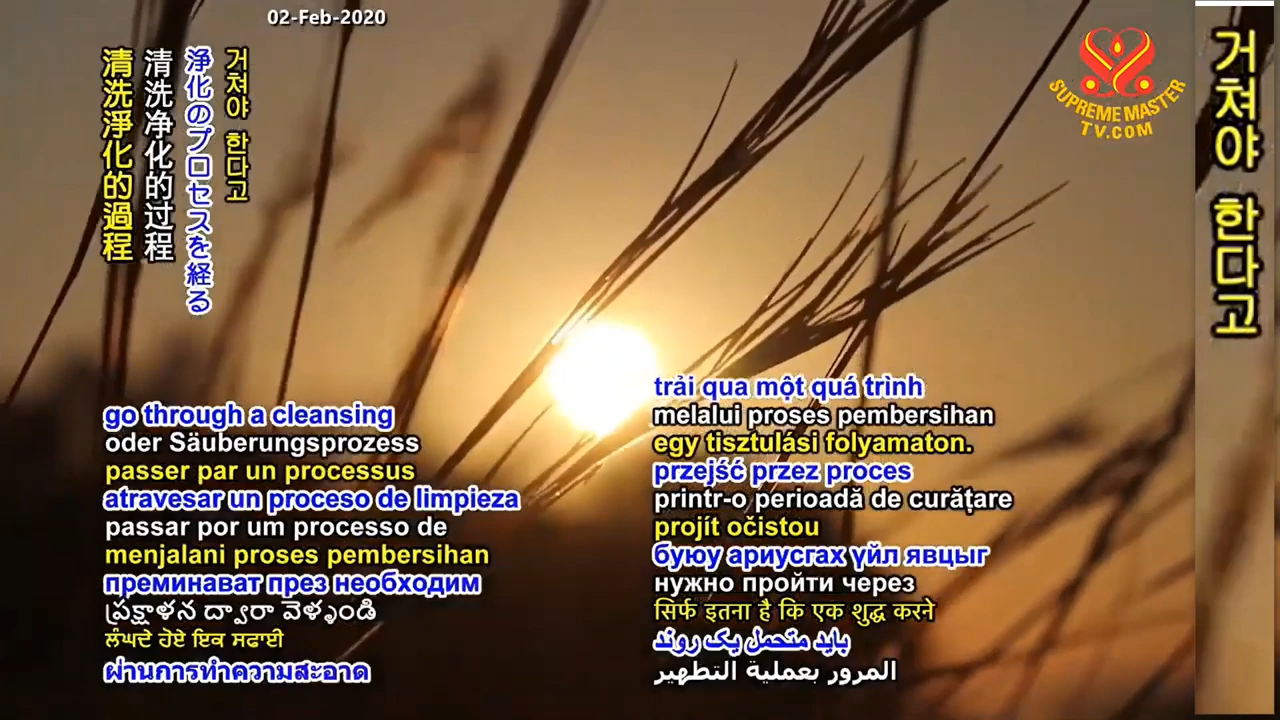 02-Feb-2020
清洗淨化的過程
清洗净化的过程
浄化のプロセスを経る
거쳐야 한다고
SUPREME MASTER
TV.COM
거쳐야 한다고
go through a cleansing
oder Säuberungsprozess
passer par un processus
atravesar un proceso de limpieza
passar por um processo de
menjalani proses pembersihan
преминават през необходим
ప్రక్షాళన ద్వారా వెళ్ళండి
ਲੰਘਦੇ ਹੋਏ ਇਕ ਸਫਾਈ
ผ่านการทำความสะอาด
trải qua một quá trình
melalui proses pembersihan
egy tisztulási folyamaton.
przejść przez proces
printr-o perioadă de curățare
projít očistou
буюу ариусгах үйл явцыг
нужно пройти через
सिर्फ इतना है कि एक शुद्ध करने
باید متحمل یک روند
المرور بعملية التطهير